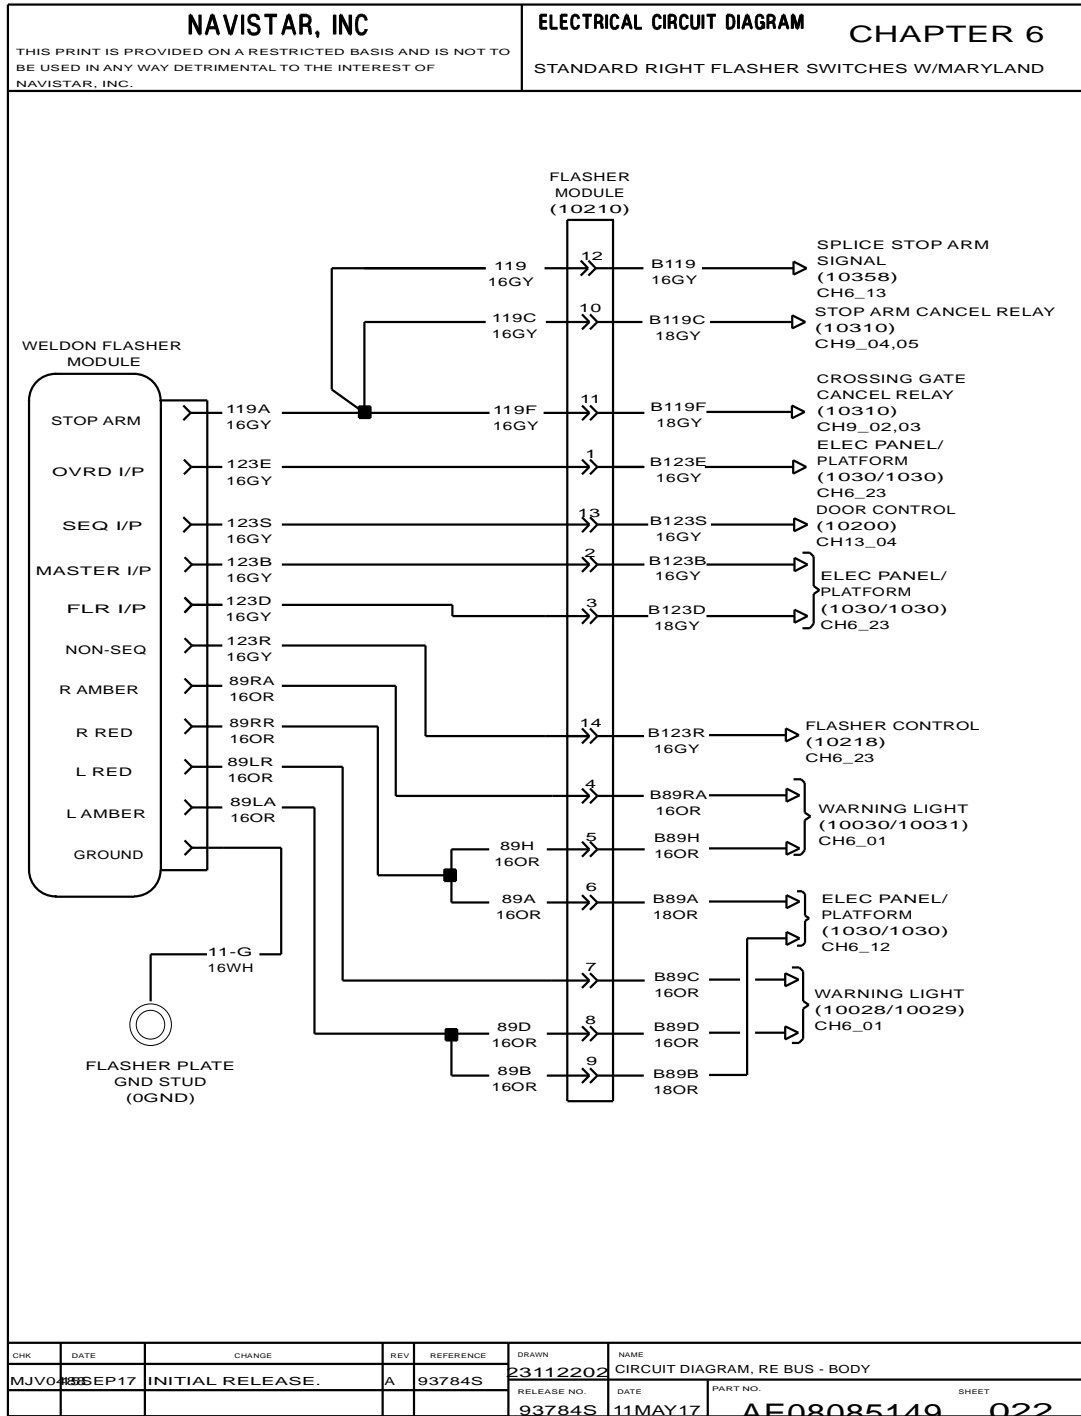 NAVISTAR, INC
THIS PRINT IS PROVIDED ON A RESTRICTED BASIS AND IS NOT TO
BE USED IN ANY WAY DETRIMENTAL TO THE INTEREST OF
NAVISTAR, INC.
ELECTRICAL CIRCUIT DIAGRAM
CHAPTER 6
STANDARD RIGHT FLASHER SWITCHES W/MARYLAND
FLASHER
MODULE
(10210)
WELDON FLASHER
MODULE
STOP ARM
OVRD I/P
SEQ I/P
MASTER I/P
FLR I/P
NON-SEQ
R AMBER
R RED
L RED
L AMBER
GROUND
119A
16GY
123E
16GY
123S
16GY
123B
16GY
123D
16GY
123R
16GY
89RA
16OR
89RR
16OR
89LR
16OR
89LA
16OR
11-G
16WH
FLASHER PLATE
GND STUD
(0GND)
119
16GY
119C
16GY
119F
16GY
89H
16OR
89A
16OR
89D
16OR
89B
16OR
12
10
11
1
13
2
3
14
4
5
6
7
8
9
B119
16GY
B119C
18GY
B119F
18GY
B123E
16GY
B123S
16GY
B123B
16GY
B123D
18GY
B123R
16GY
B89RA
16OR
B89H
16OR
B89A
18OR
B89C
16OR
B89D
16OR
B89B
18OR
SPLICE STOP ARM
SIGNAL
(10358)
CH6_13
STOP ARM CANCEL RELAY
(10310)
CH9_04,05
CROSSING GATE
CANCEL RELAY
(10310)
CH9_02,03
ELEC PANEL/
PLATFORM
(1030/1030)
CH6_23
DOOR CONTROL
(10200)
CH13_04
ELEC PANEL/
PLATFORM
(1030/1030)
CH6_23
FLASHER CONTROL
(10218)
CH6_23
WARNING LIGHT
(10030/10031)
CH6_01
ELEC PANEL/
PLATFORM
(1030/1030)
CH6_12
WARNING LIGHT
(10028/10029)
CH6_01
CHK DATE CHANGE REV REFERENCE
SEP17 INITIAL RELEASE. A 93784S
DRAWN
23112202
NAME
CIRCUIT DIAGRAM, RE BUS - BODY
RELEASE NO.
93784S
DATE
11MAY17
PART NO.
AE08085149
SHEET
022